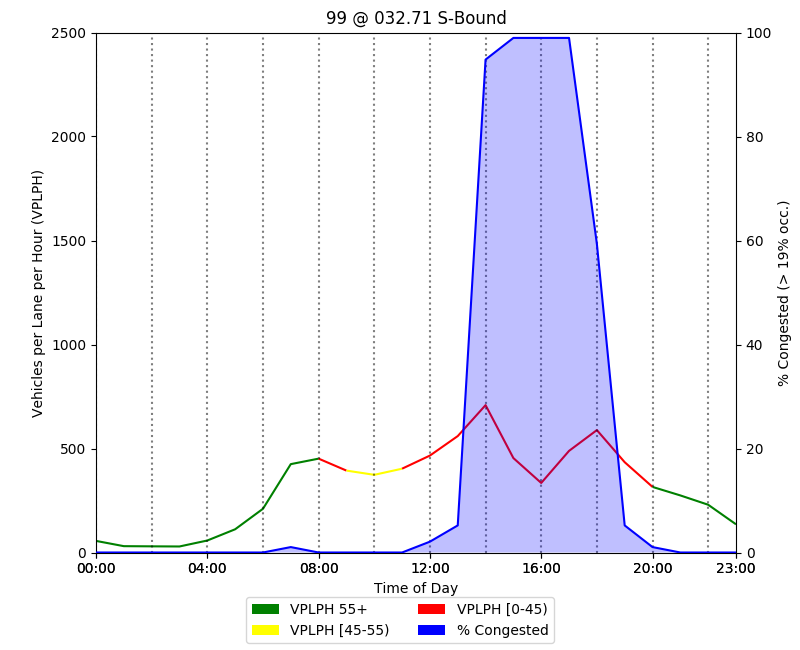 99 @ 032.71 S-Bound
2500
2000
1500
1000
500
0
Vehicles per Lane per Hour (VPLPH)
100
80
60
40
20
0
% Congested (> 19% occ.)
00:00 04:00 08:00 12:00 16:00 20:00 23:00
Time of Day
VPLPH 55+ VPLPH [0-45)
VPLPH [45-55) % Congested